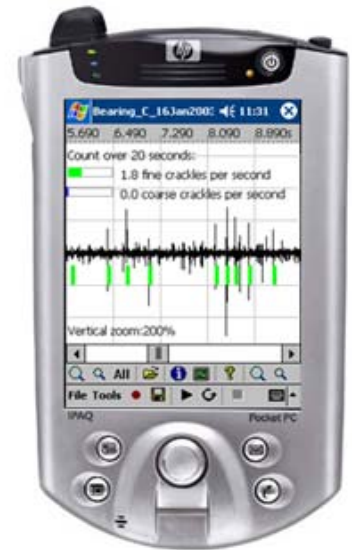 hp
Bearing_C_16Jan200: 11:31
5.690 6.490 7.290 8.090 8.890s
Count over 20 seconds:
1.8 fine crackles per second
0.0 coarse crackles per second
Vertical zoom:200%
All
File Tools
iPAQ Pocket PC